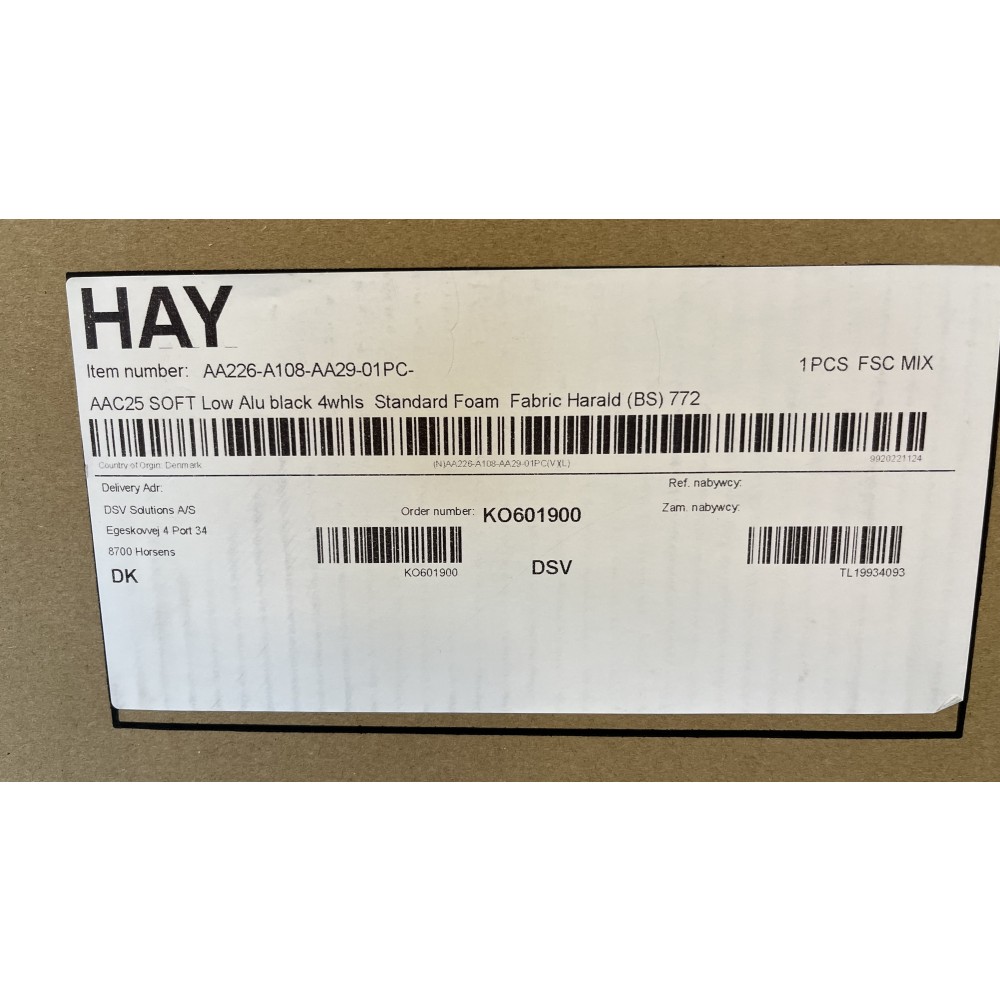 HAY
Item number: AA226-A108-AA29-01PC-
1PCS FSC MIX
AAC25 SOFT Low Alu black 4whls Standard Foam Fabric Harald (BS) 772
Country of Orgin: Denmark
(N)AA226-A108-AA29-01PC(V)(L)
9920221124
Delivery Adr.
Ref. nabywcy:
DSV Solutions A/S
Order number: KO601900
Zam. nabywcy:
Egeskovvej 4 Port 34
8700 Horsens
DK
KO601900
DSV
TL19934093